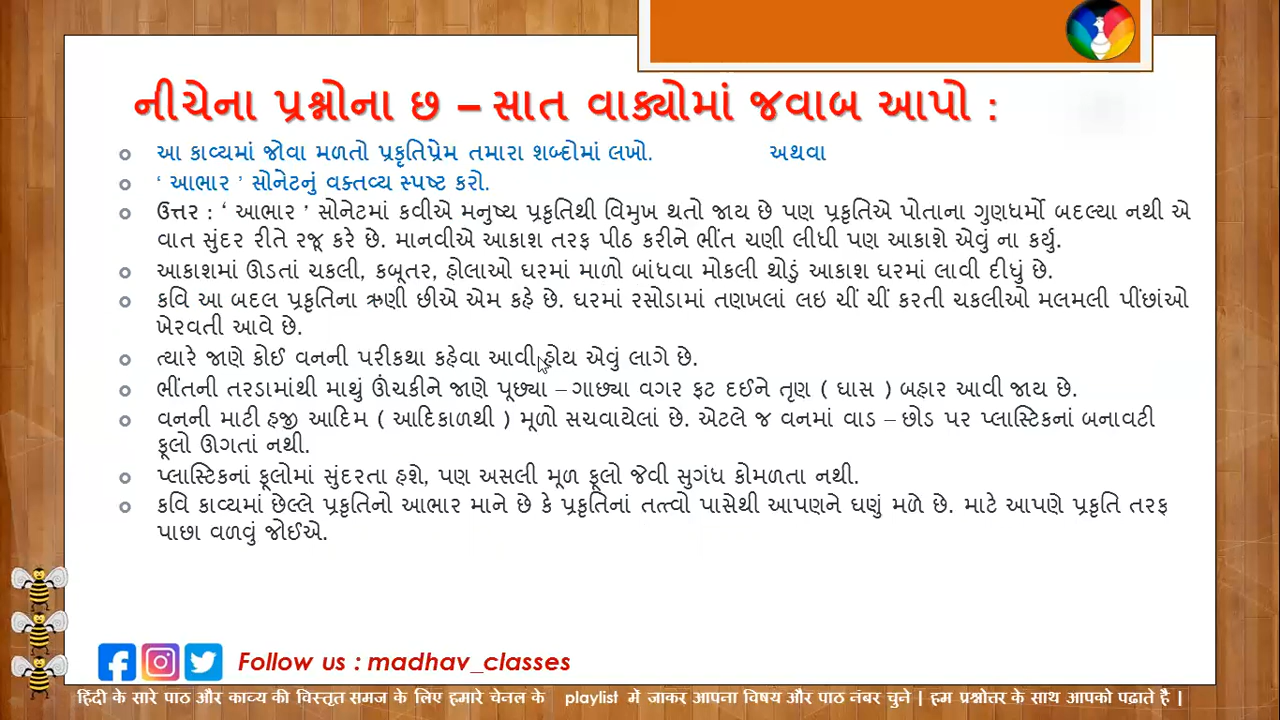 નીચેના પ્રશ્નોના છ – સાત વાક્યોમાં જવાબ આપો :
આ કાવ્યમાં જોવા મળતો પ્રકૃતિપ્રેમ તમારા શબ્દોમાં લખો. અથવા
‘ આભાર ’ સોનેટનું વક્તવ્ય સ્પષ્ટ કરો.
ઉત્તર : ‘ આભાર ’ સોનેટમાં કવીએ મનુષ્ય પ્રકૃતિથી વિમુખ થતો જાય છે પણ પ્રકૃતિએ પોતાના ગુણધર્મો બદલ્યા નથી એ
વાત સુંદર રીતે રજૂ કરે છે. માનવીએ આકાશ તરફ પીઠ કરીને ભીંત ચણી લીધી પણ આકાશે એવું ના કર્યુ.
આકાશમાં ઊડતાં ચકલી, કબૂતર, હોલાઓ ઘરમાં માળો બાંધવા મોકલી થોડું આકાશ ઘરમાં લાવી દીધું છે.
કવિ આ બદલ પ્રકૃતિના ઋણી છીએ એમ કહે છે. ઘરમાં રસોડામાં તણખલાં લઇ ચીં ચીં કરતી ચકલીઓ મલમલી પીંછાંઓ
ખેરવતી આવે છે.
ત્યારે જાણે કોઈ વનની પરીકથા કહેવા આવી હોય એવું લાગે છે.
ભીંતની તરડામાંથી માથું ઊંચકીને જાણે પૂછ્યા – ગાછ્યા વગર ફટ દઈને તૃણ ( ઘાસ ) બહાર આવી જાય છે.
વનની માટી હજી આદિમ ( આદિકાળથી ) મૂળો સચવાયેલાં છે. એટલે જ વનમાં વાડ – છોડ પર પ્લાસ્ટિકનાં બનાવટી
ફૂલો ઊગતાં નથી.
પ્લાસ્ટિકનાં ફૂલોમાં સુંદરતા હશે, પણ અસલી મૂળ ફૂલો જેવી સુગંધ કોમળતા નથી.
કવિ કાવ્યમાં છેલ્લે પ્રકૃતિનો આભાર માને છે કે પ્રકૃતિનાં તત્ત્વો પાસેથી આપણને ઘણું મળે છે. માટે આપણે પ્રકૃતિ તરફ
પાછા વળવું જોઈએ.
Follow us : madhav_classes
हिंदी के सारे पाठ और काव्य की विस्तृत समज के लिए हमारे चेनल के playlist में जाकर आपना विषय और पाठ नंबर चुने | हम प्रश्नोत्तर के साथ आपको पढ़ाते है |